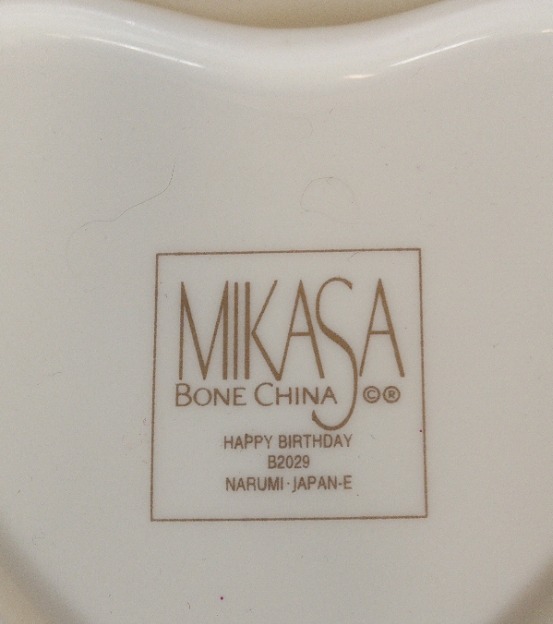 MIKASA
BONE CHINA ©®
HAPPY BIRTHDAY
B2029
NARUMI·JAPAN-E